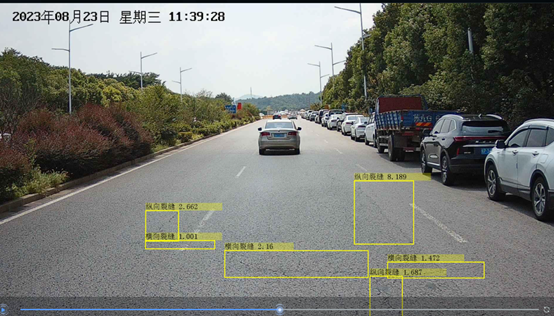 2023年08月23日 星期三 11:39:28
纵向裂缝 8.189
纵向裂缝 2.662
横向裂缝 1.001
横向裂缝 2.16
横向裂缝 1.472
纵向裂缝 1.687